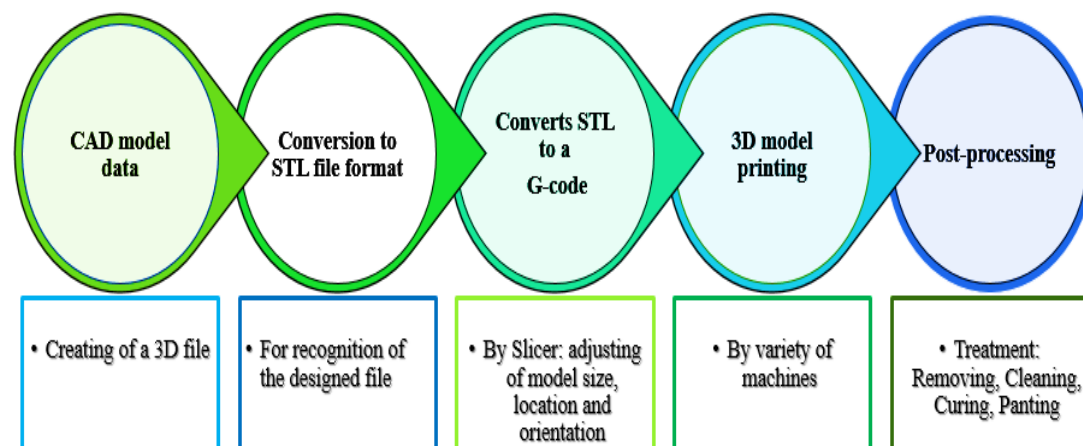 CAD model
data
Conversion to
STL file format
Converts STL
to a
G-code
3D model
printing
Post-processing
• Creating of a 3D file
• For recognition of
the designed file
• By Slicer: adjusting
of model size,
location and
orientation
• By variety of
machines
• Treatment:
Removing, Cleaning,
Curing, Panting